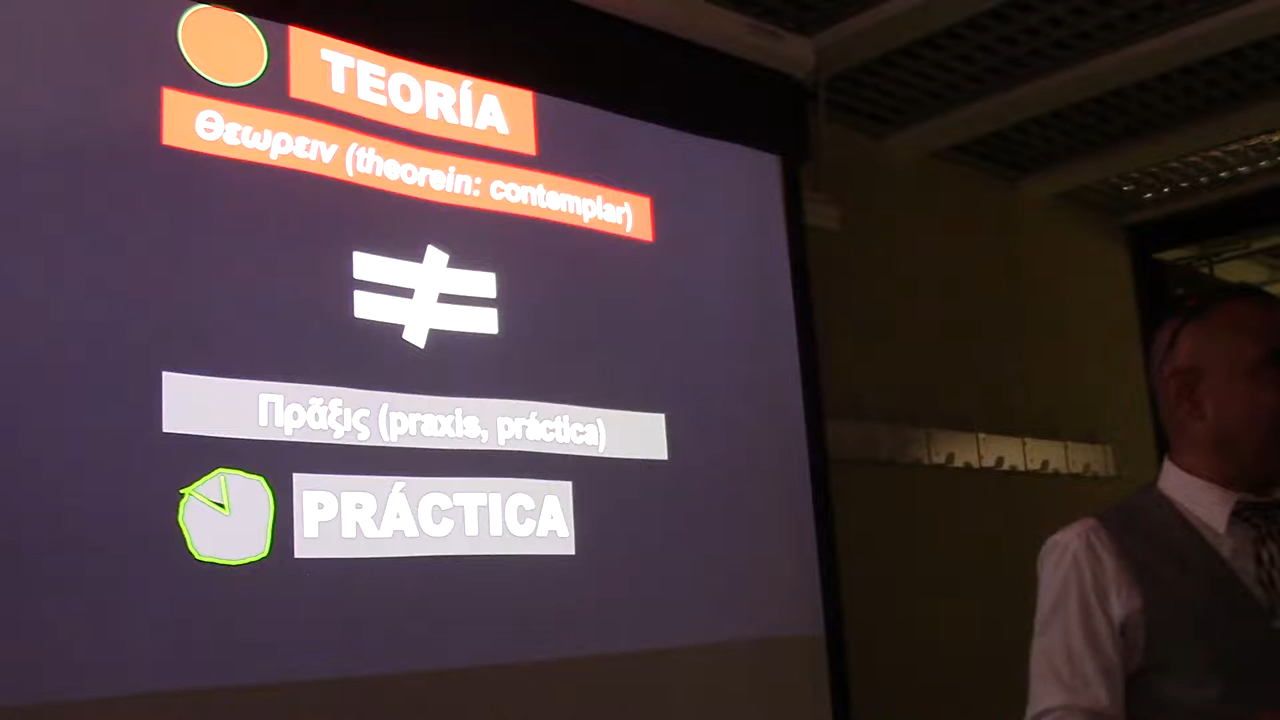 TEORÍA
Θεωρειν (theorein: contemplar)
≠
Πρᾶξις (praxis, práctica)
PRÁCTICA